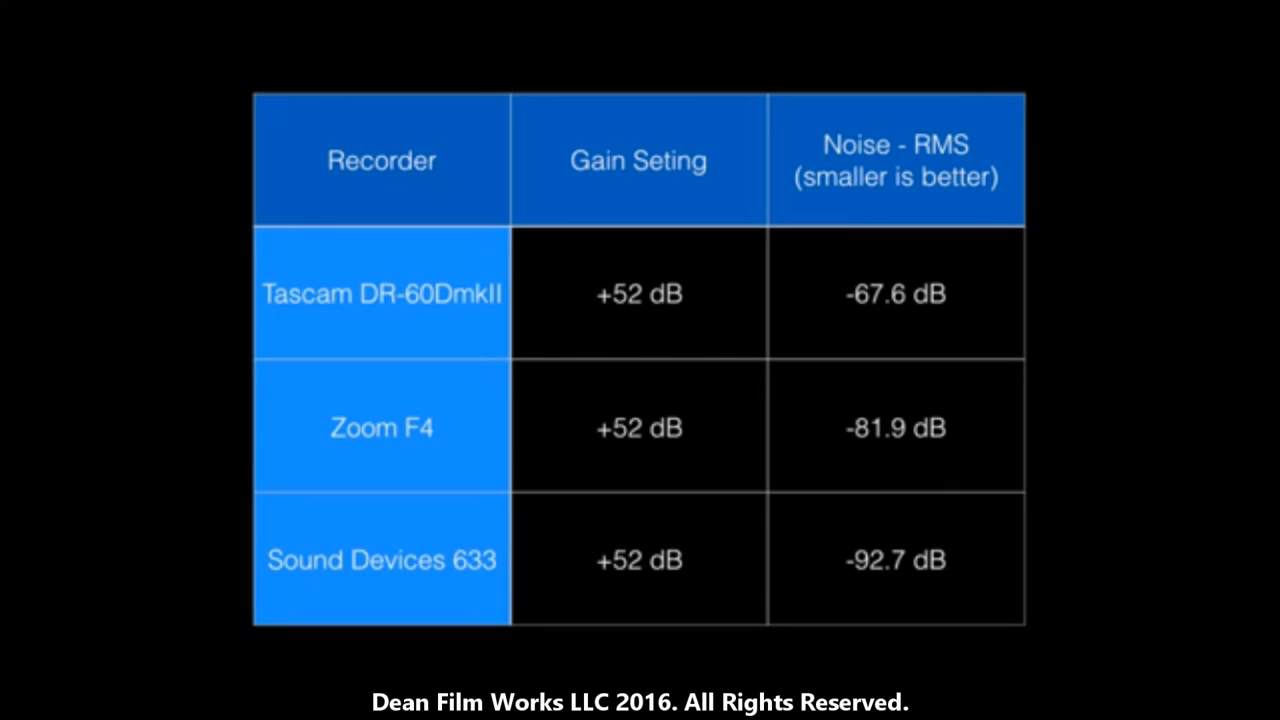 Recorder
Gain Seting
Noise - RMS
(smaller is better)
Tascam DR-60DmkII
+52 dB
-67.6 dB
Zoom F4
+52 dB
-81.9 dB
Sound Devices 633
+52 dB
-92.7 dB
Dean Film Works LLC 2016. All Rights Reserved.